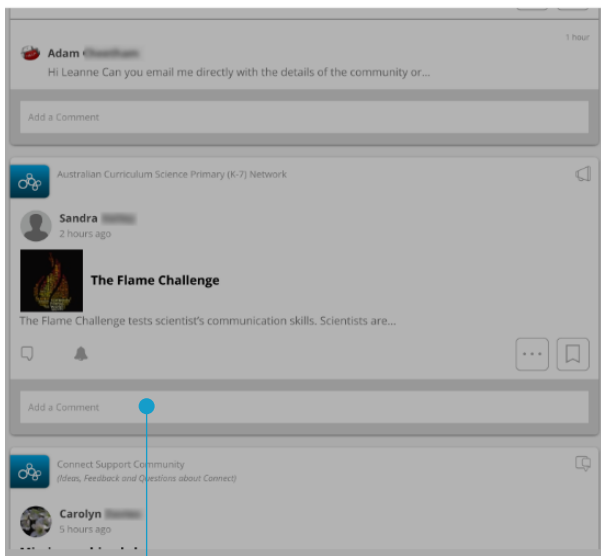 1 hour
Adam
Hi Leanne Can you email me directly with the details of the community or...
Add a Comment
Australian Curriculum Science Primary (K-7) Network
Sandra
2 hours ago
The Flame Challenge
The Flame Challenge tests scientist's communication skills. Scientists are...
Add a Comment
Connect Support Community
(Ideas, Feedback and Questions about Connect)
Carolyn
5 hours ago